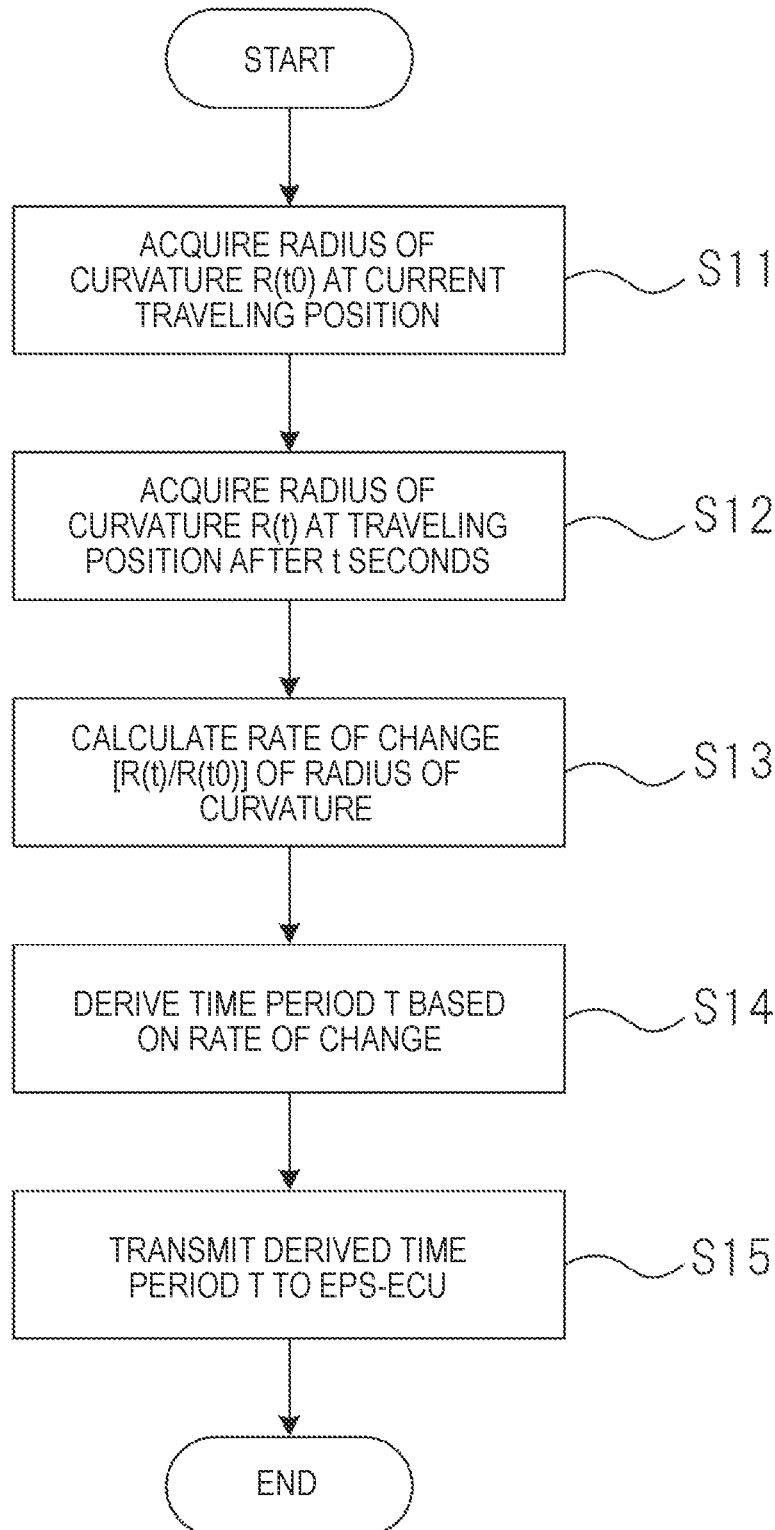 START
ACQUIRE RADIUS OF
CURVATURE R(t0) AT CURRENT
TRAVELING POSITION
S11
ACQUIRE RADIUS OF
CURVATURE R(t) AT TRAVELING
POSITION AFTER t SECONDS
S12
CALCULATE RATE OF CHANGE
[R(t)/R(t0)] OF RADIUS OF
CURVATURE
S13
DERIVE TIME PERIOD T BASED
ON RATE OF CHANGE
S14
TRANSMIT DERIVED TIME
PERIOD T TO EPS-ECU
S15
END